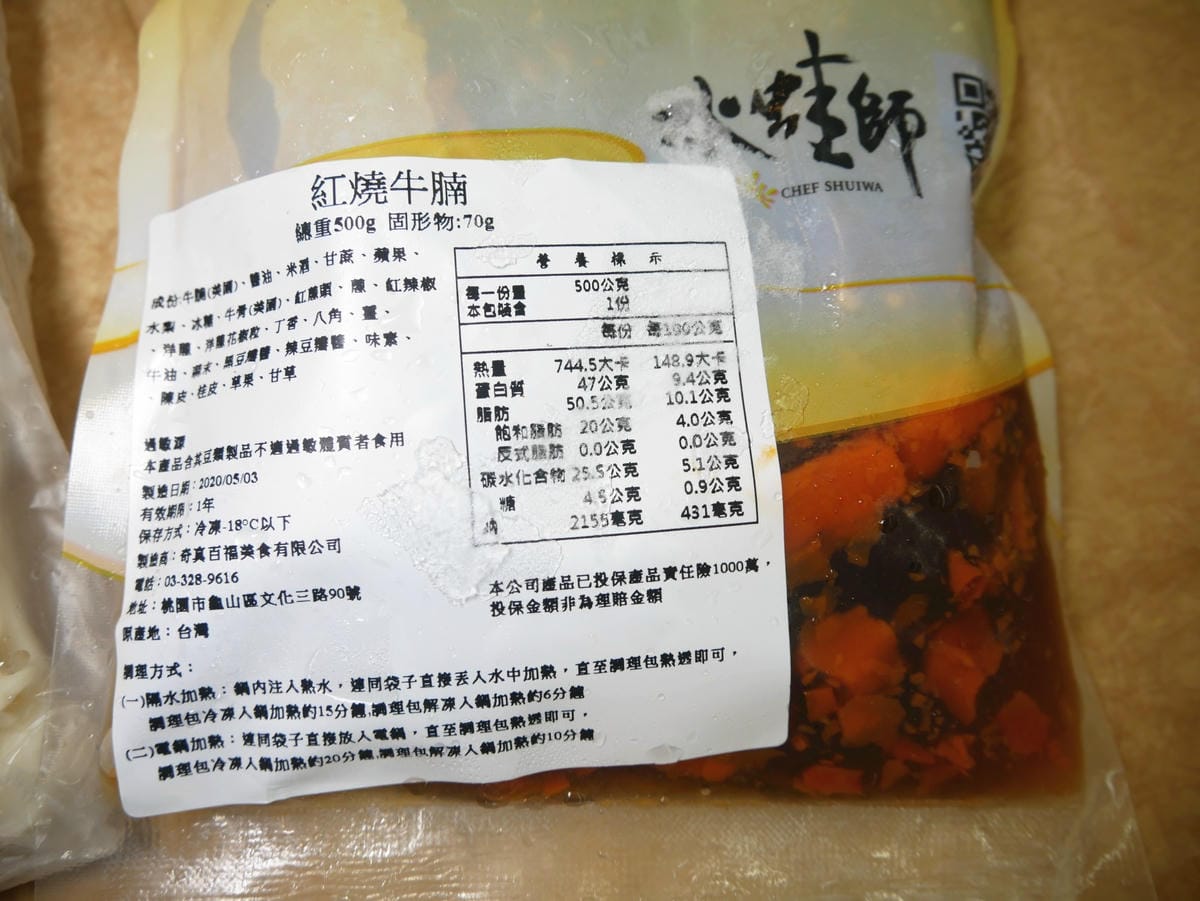 水蛙師
CHEF SHUIWA
紅燒牛腩
總重500g 固形物:70g
成份:牛腩(美國)、醬油、米酒、甘蔗、蘋果、
水梨、冰糖、牛骨(美國)、紅蘿蔔、蔥、紅辣椒
、洋蔥、洋蔥花椒粒、丁香、八角、薑、
牛油、蒜末、黑豆瓣醬、辣豆瓣醬、味素、
陳皮、桂皮、草果、甘草
過敏源
本產品含其豆類製品不適過敏體質者食用
製造日期:2020/05/03
有效期限:1年
保存方式:冷凍-18°C以下
製造商:奇真百福美食有限公司
電話:03-328-9616
地址:桃園市龜山區文化三路90號
原產地:台灣
營 養 標 示
每一份量 500公克
本包裝含 1份
每份 每100公克
熱量 744.5大卡 148.9大卡
蛋白質 47公克 9.4公克
脂肪 50.5公克 10.1公克
飽和脂肪 20公克 4.0公克
反式脂肪 0.0公克 0.0公克
碳水化合物 25.5公克 5.1公克
糖 4.5公克 0.9公克
鈉 2155毫克 431毫克
本公司產品已投保產品責任險1000萬,
投保金額非為理賠金額
調理方式:
(一)隔水加熱:鍋內注入熱水,連同袋子直接丟入水中加熱,直至調理包熱透即可,
調理包冷凍入鍋加熱約15分鐘,調理包解凍入鍋加熱約6分鐘
(二)電鍋加熱:連同袋子直接放入電鍋,直至調理包熱透即可,
調理包冷凍入鍋加熱約20分鐘,調理包解凍入鍋加熱約10分鐘